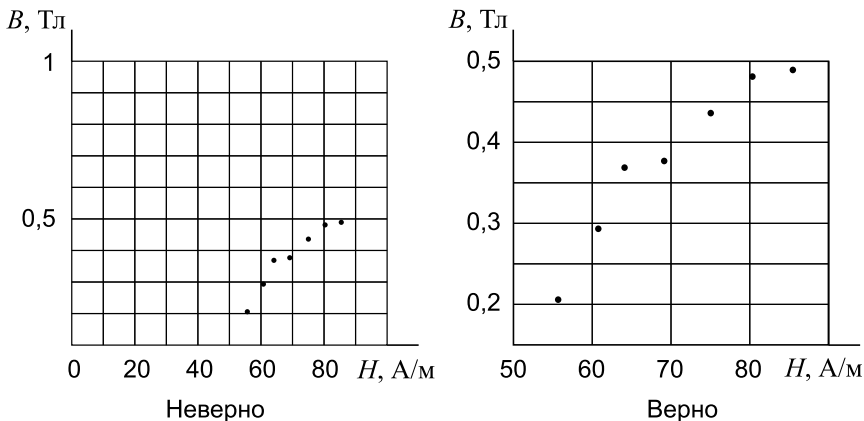 B, Тл
1
0,5
0 20 40 60 80 H, А/м
Неверно
B, Тл
0,5
0,4
0,3
0,2
50 60 70 80 H, А/м
Верно